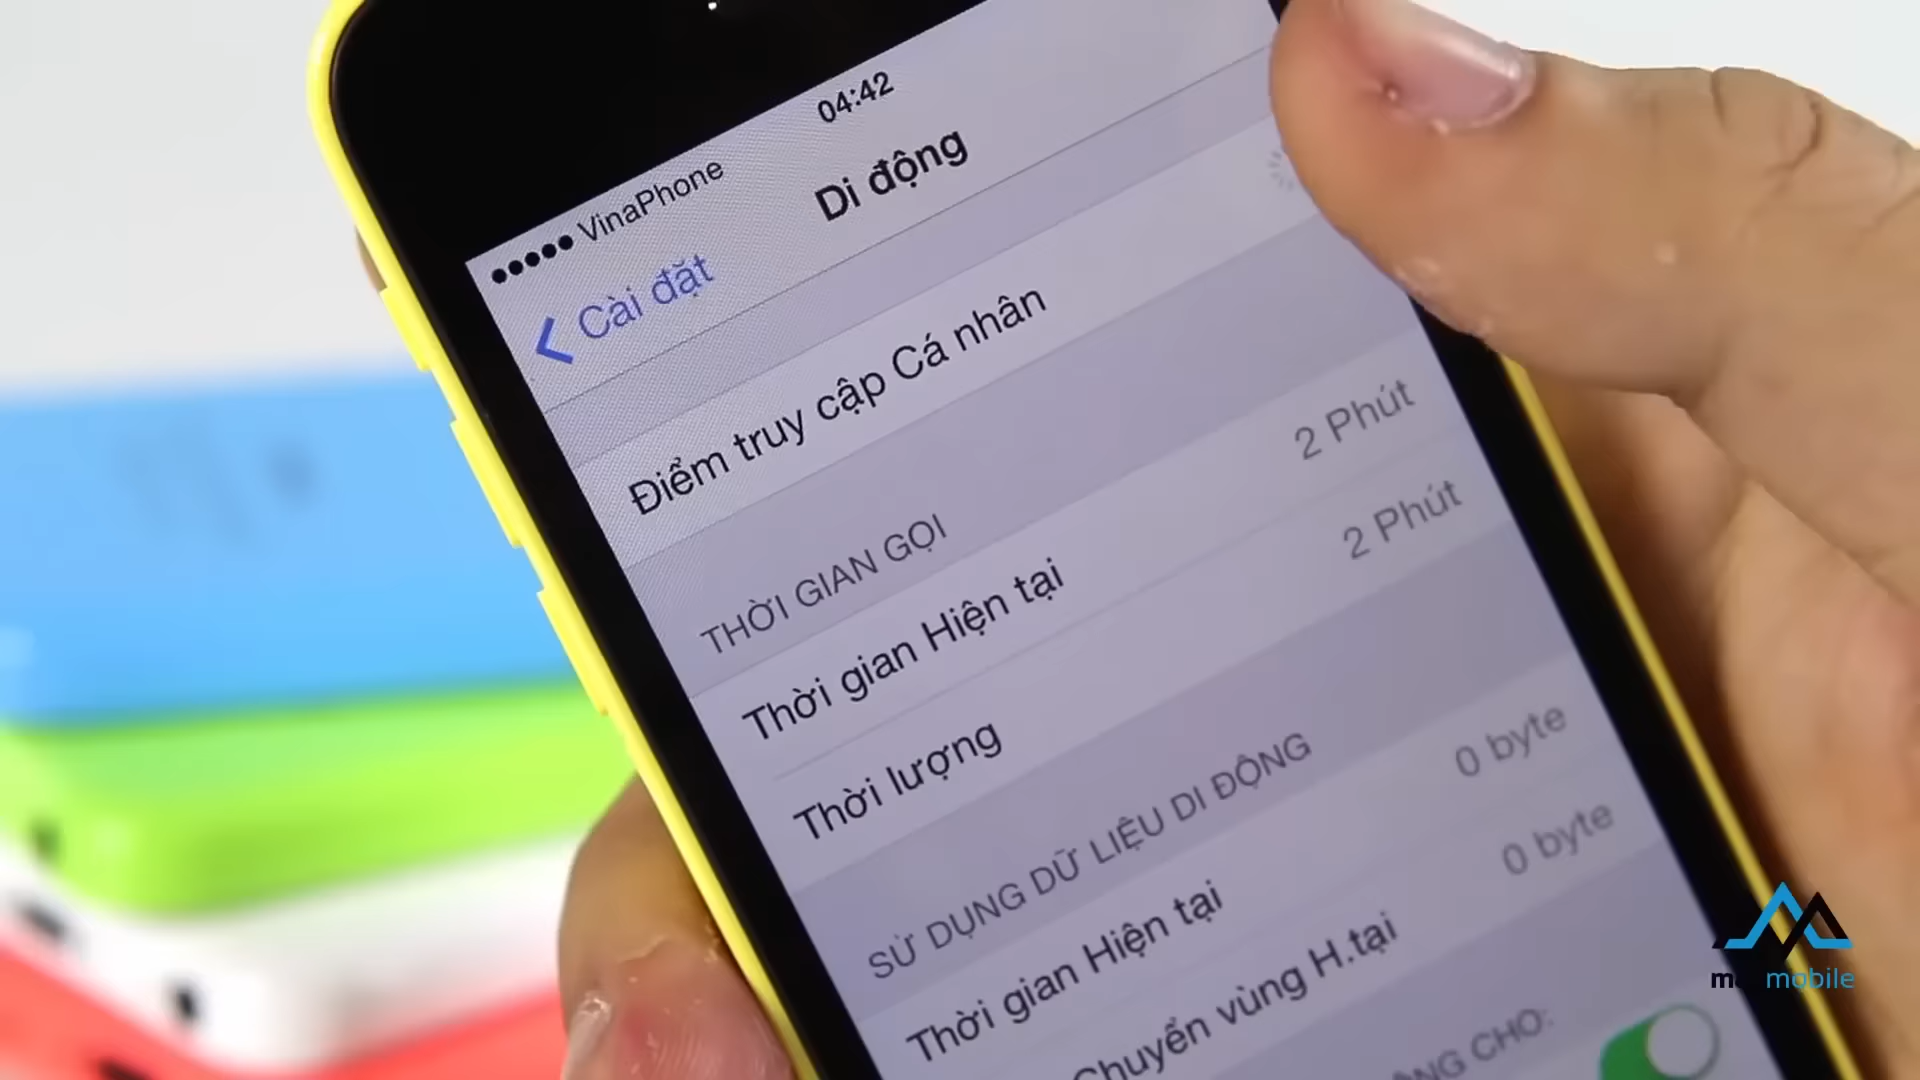 VinaPhone
04:42
Cài đặt
Di động
Điểm truy cập Cá nhân
THỜI GIAN GỌI
Thời gian Hiện tại 2 Phút
Thời lượng 2 Phút
SỬ DỤNG DỮ LIỆU DI ĐỘNG
Thời gian Hiện tại 0 byte
Chuyển vùng H.tại 0 byte
CHO:
mobile